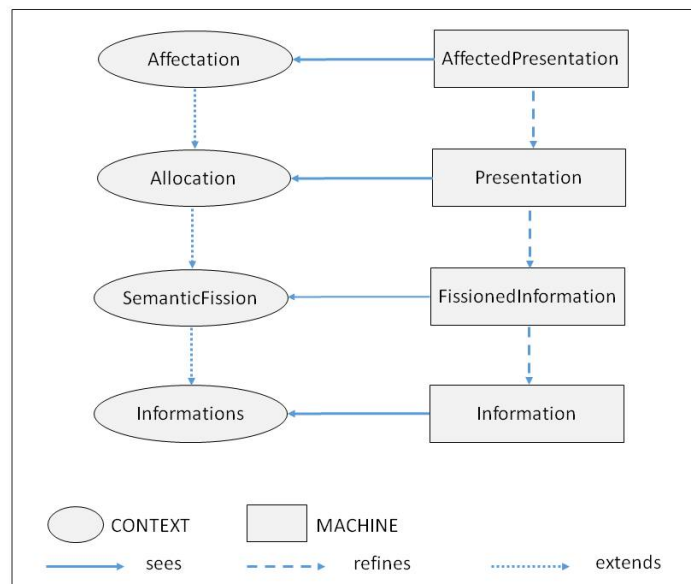 Affectation AffectedPresentation
Allocation Presentation
SemanticFission FissionedInformation
Informations Information
CONTEXT MACHINE
sees refines extends